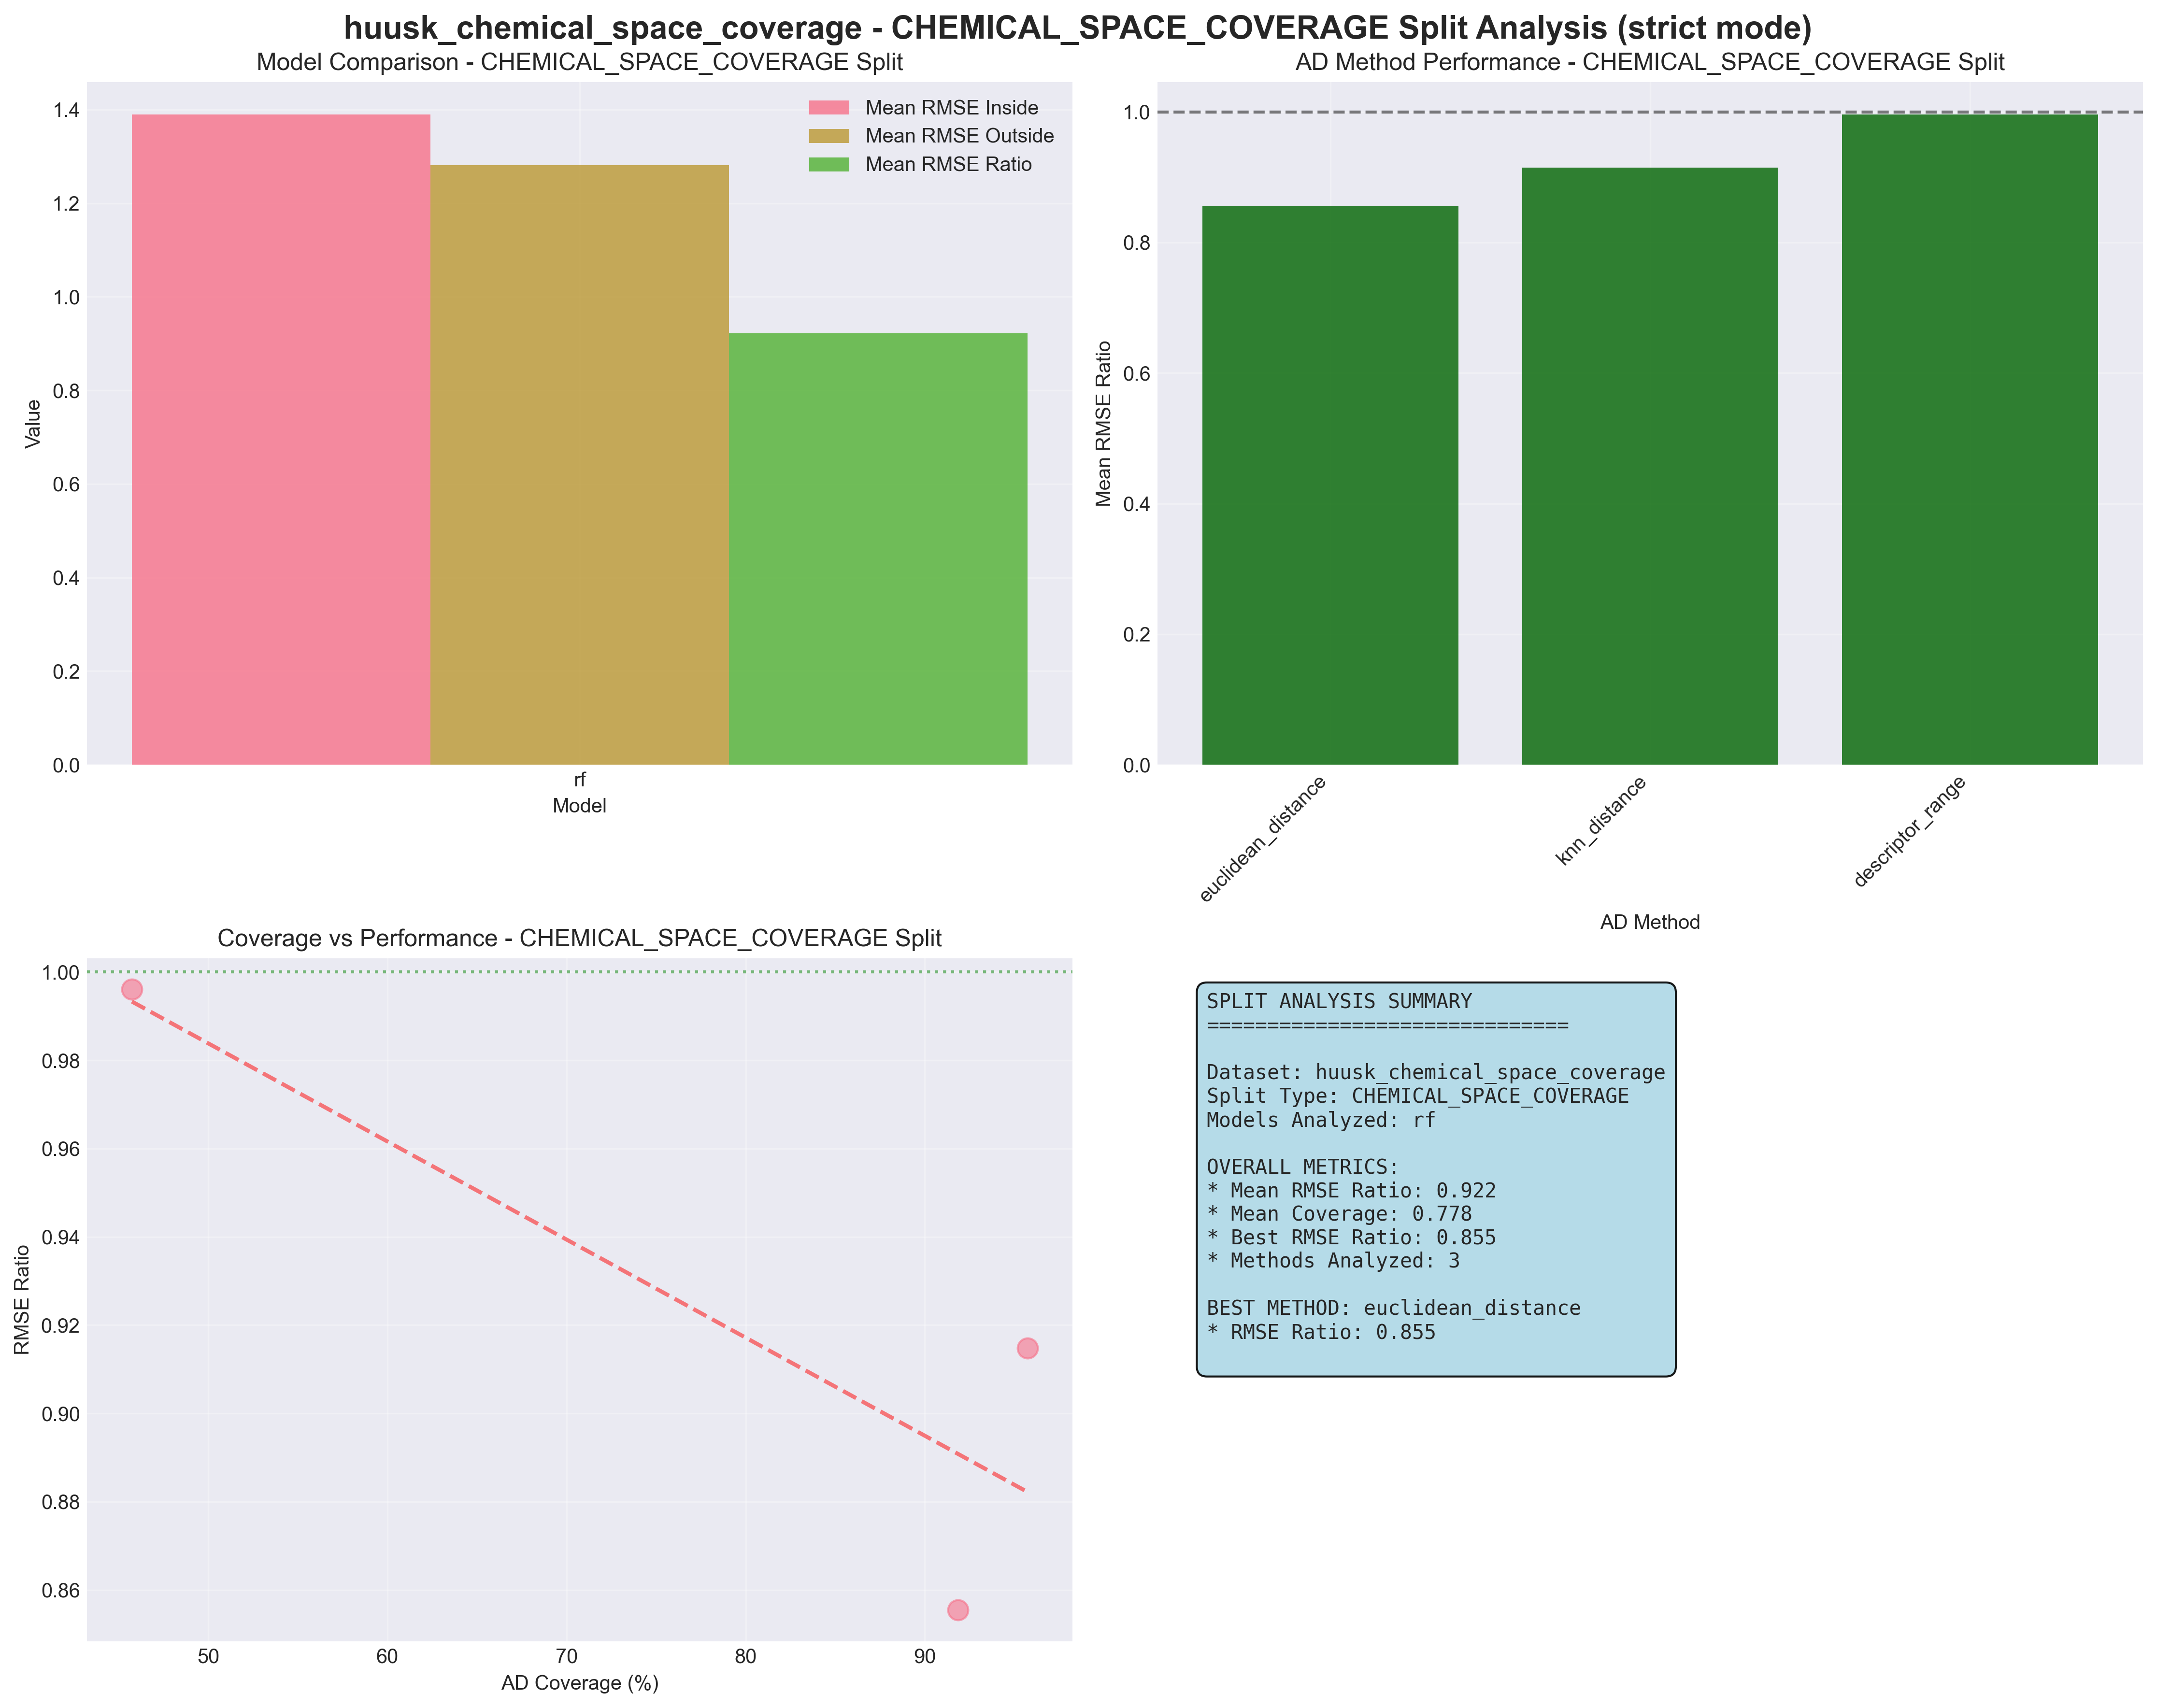 huusk_chemical_space_coverage - CHEMICAL_SPACE_COVERAGE Split Analysis (strict mode)
Model Comparison - CHEMICAL_SPACE_COVERAGE Split
1.4
1.2
1.0
0.8
0.6
0.4
0.2
0.0
Value
Mean RMSE Inside
Mean RMSE Outside
Mean RMSE Ratio
rf
Model
AD Method Performance - CHEMICAL_SPACE_COVERAGE Split
1.0
0.8
0.6
0.4
0.2
0.0
Mean RMSE Ratio
euclidean_distance
knn_distance
descriptor_range
AD Method
Coverage vs Performance - CHEMICAL_SPACE_COVERAGE Split
1.00
0.98
0.96
0.94
0.92
0.90
0.88
0.86
RMSE Ratio
50
60
70
80
90
AD Coverage (%)
SPLIT ANALYSIS SUMMARY
==============================
Dataset: huusk_chemical_space_coverage
Split Type: CHEMICAL_SPACE_COVERAGE
Models Analyzed: rf
OVERALL METRICS:
* Mean RMSE Ratio: 0.922
* Mean Coverage: 0.778
* Best RMSE Ratio: 0.855
* Methods Analyzed: 3
BEST METHOD: euclidean_distance
* RMSE Ratio: 0.855